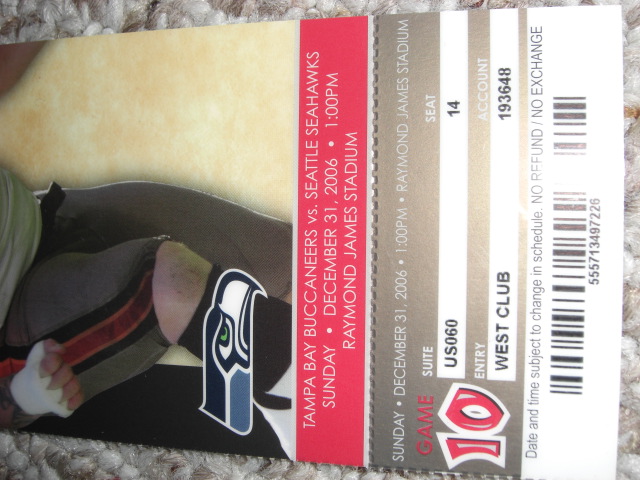 TAMPA BAY BUCCANEERS vs. SEATTLE SEAHAWKS
SUNDAY • DECEMBER 31, 2006 • 1:00PM
RAYMOND JAMES STADIUM
SUNDAY • DECEMBER 31, 2006 • 1:00PM • RAYMOND JAMES STADIUM
GAME
10
SUITE
US060
SEAT
14
ENTRY
WEST CLUB
ACCOUNT
193648
Date and time subject to change in schedule. NO REFUND / NO EXCHANGE
555713497226